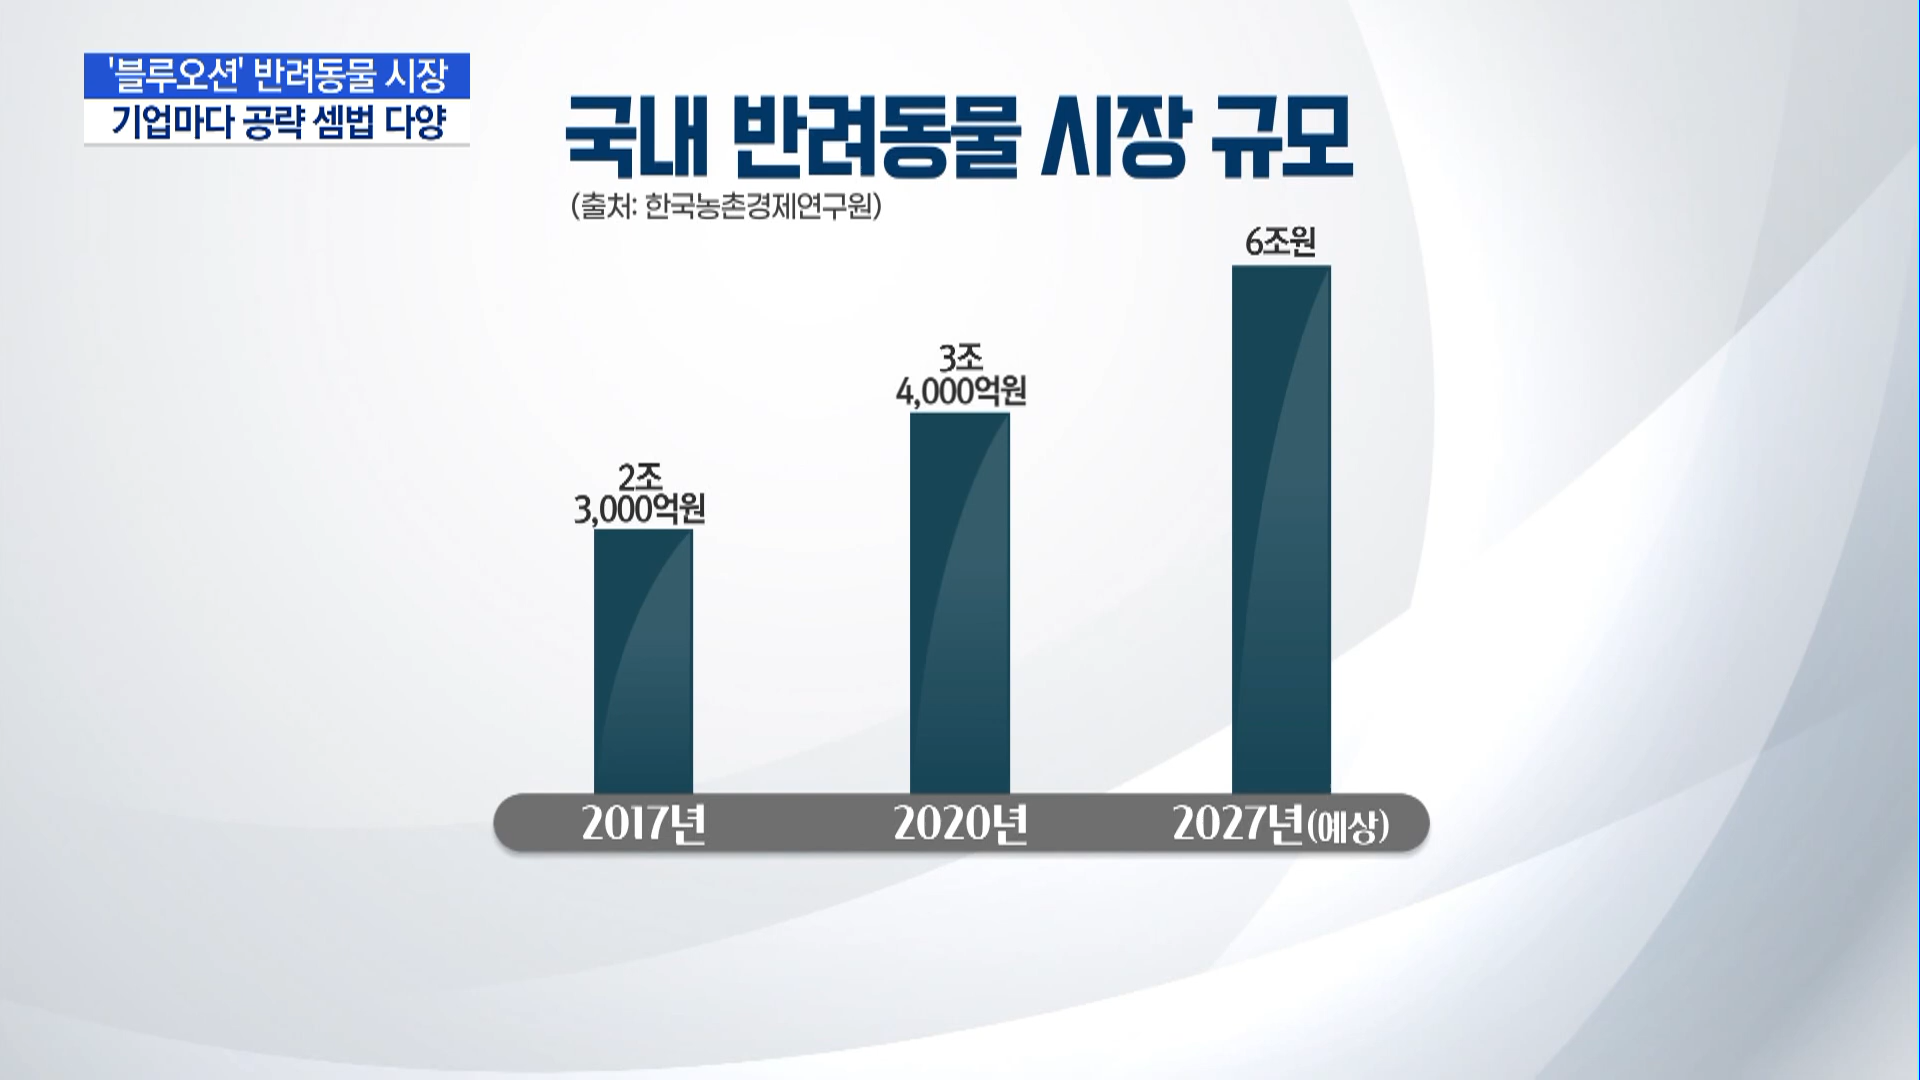 '블루오션' 반려동물 시장
기업마다 공략 셈법 다양
국내 반려동물 시장 규모
(출처: 한국농촌경제연구원)
2조
3,000억원
3조
4,000억원
6조원
2017년
2020년
2027년(예상)